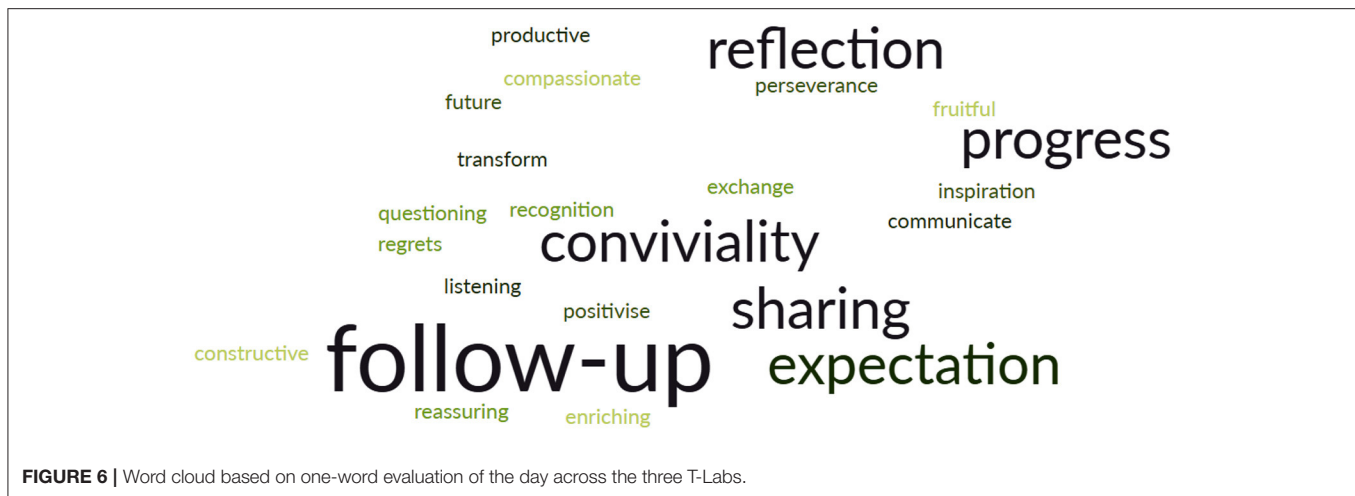 productive
reflection
compassionate
perseverance
future
fruitful
progress
transform
exchange
inspiration
questioning
recognition
communicate
regrets
conviviality
listening
sharing
positivise
constructive
follow-up
expectation
reassuring
enriching
FIGURE 6 | Word cloud based on one-word evaluation of the day across the three T-Labs.